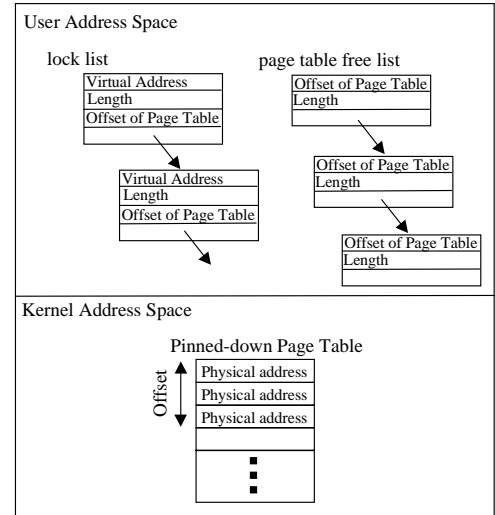 User Address Space
lock list
Virtual Address
Length
Offset of Page Table
Virtual Address
Length
Offset of Page Table
page table free list
Offset of Page Table
Length
Offset of Page Table
Length
Offset of Page Table
Length
Kernel Address Space
Pinned-down Page Table
Offset
Physical address
Physical address
Physical address